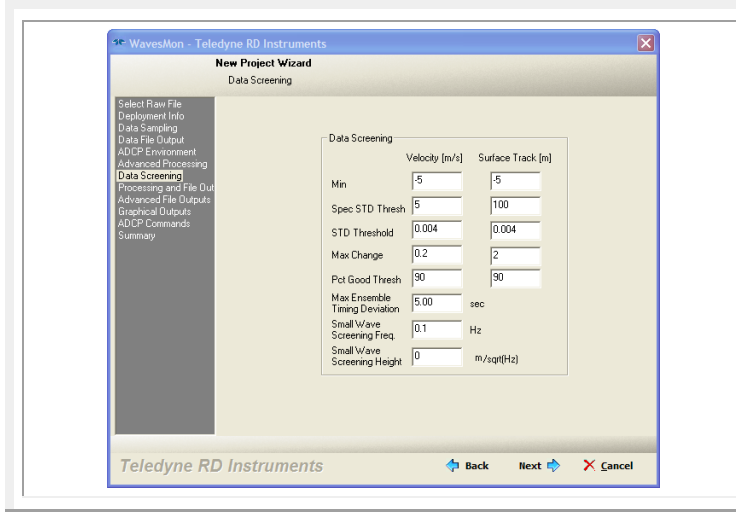 WavesMon - Teledyne RD Instruments
New Project Wizard
Data Screening
Select Raw File
Deployment Info
Data Sampling
Data File Output
ADCP Environment
Advanced Processing
Data Screening
Processing and File Out
Advanced File Outputs
Graphical Outputs
ADCP Commands
Summary
Data Screening
Velocity [m/s] Surface Track [m]
Min -5 -5
Spec STD Thresh 5 100
STD Threshold 0.004 0.004
Max Change 0.2 2
Pct Good Thresh 90 90
Max Ensemble
Timing Deviation 5.00 sec
Small Wave
Screening Freq. 0.1 Hz
Small Wave
Screening Height 0 m/sqrt(Hz)
Teledyne RD Instruments Back Next Cancel